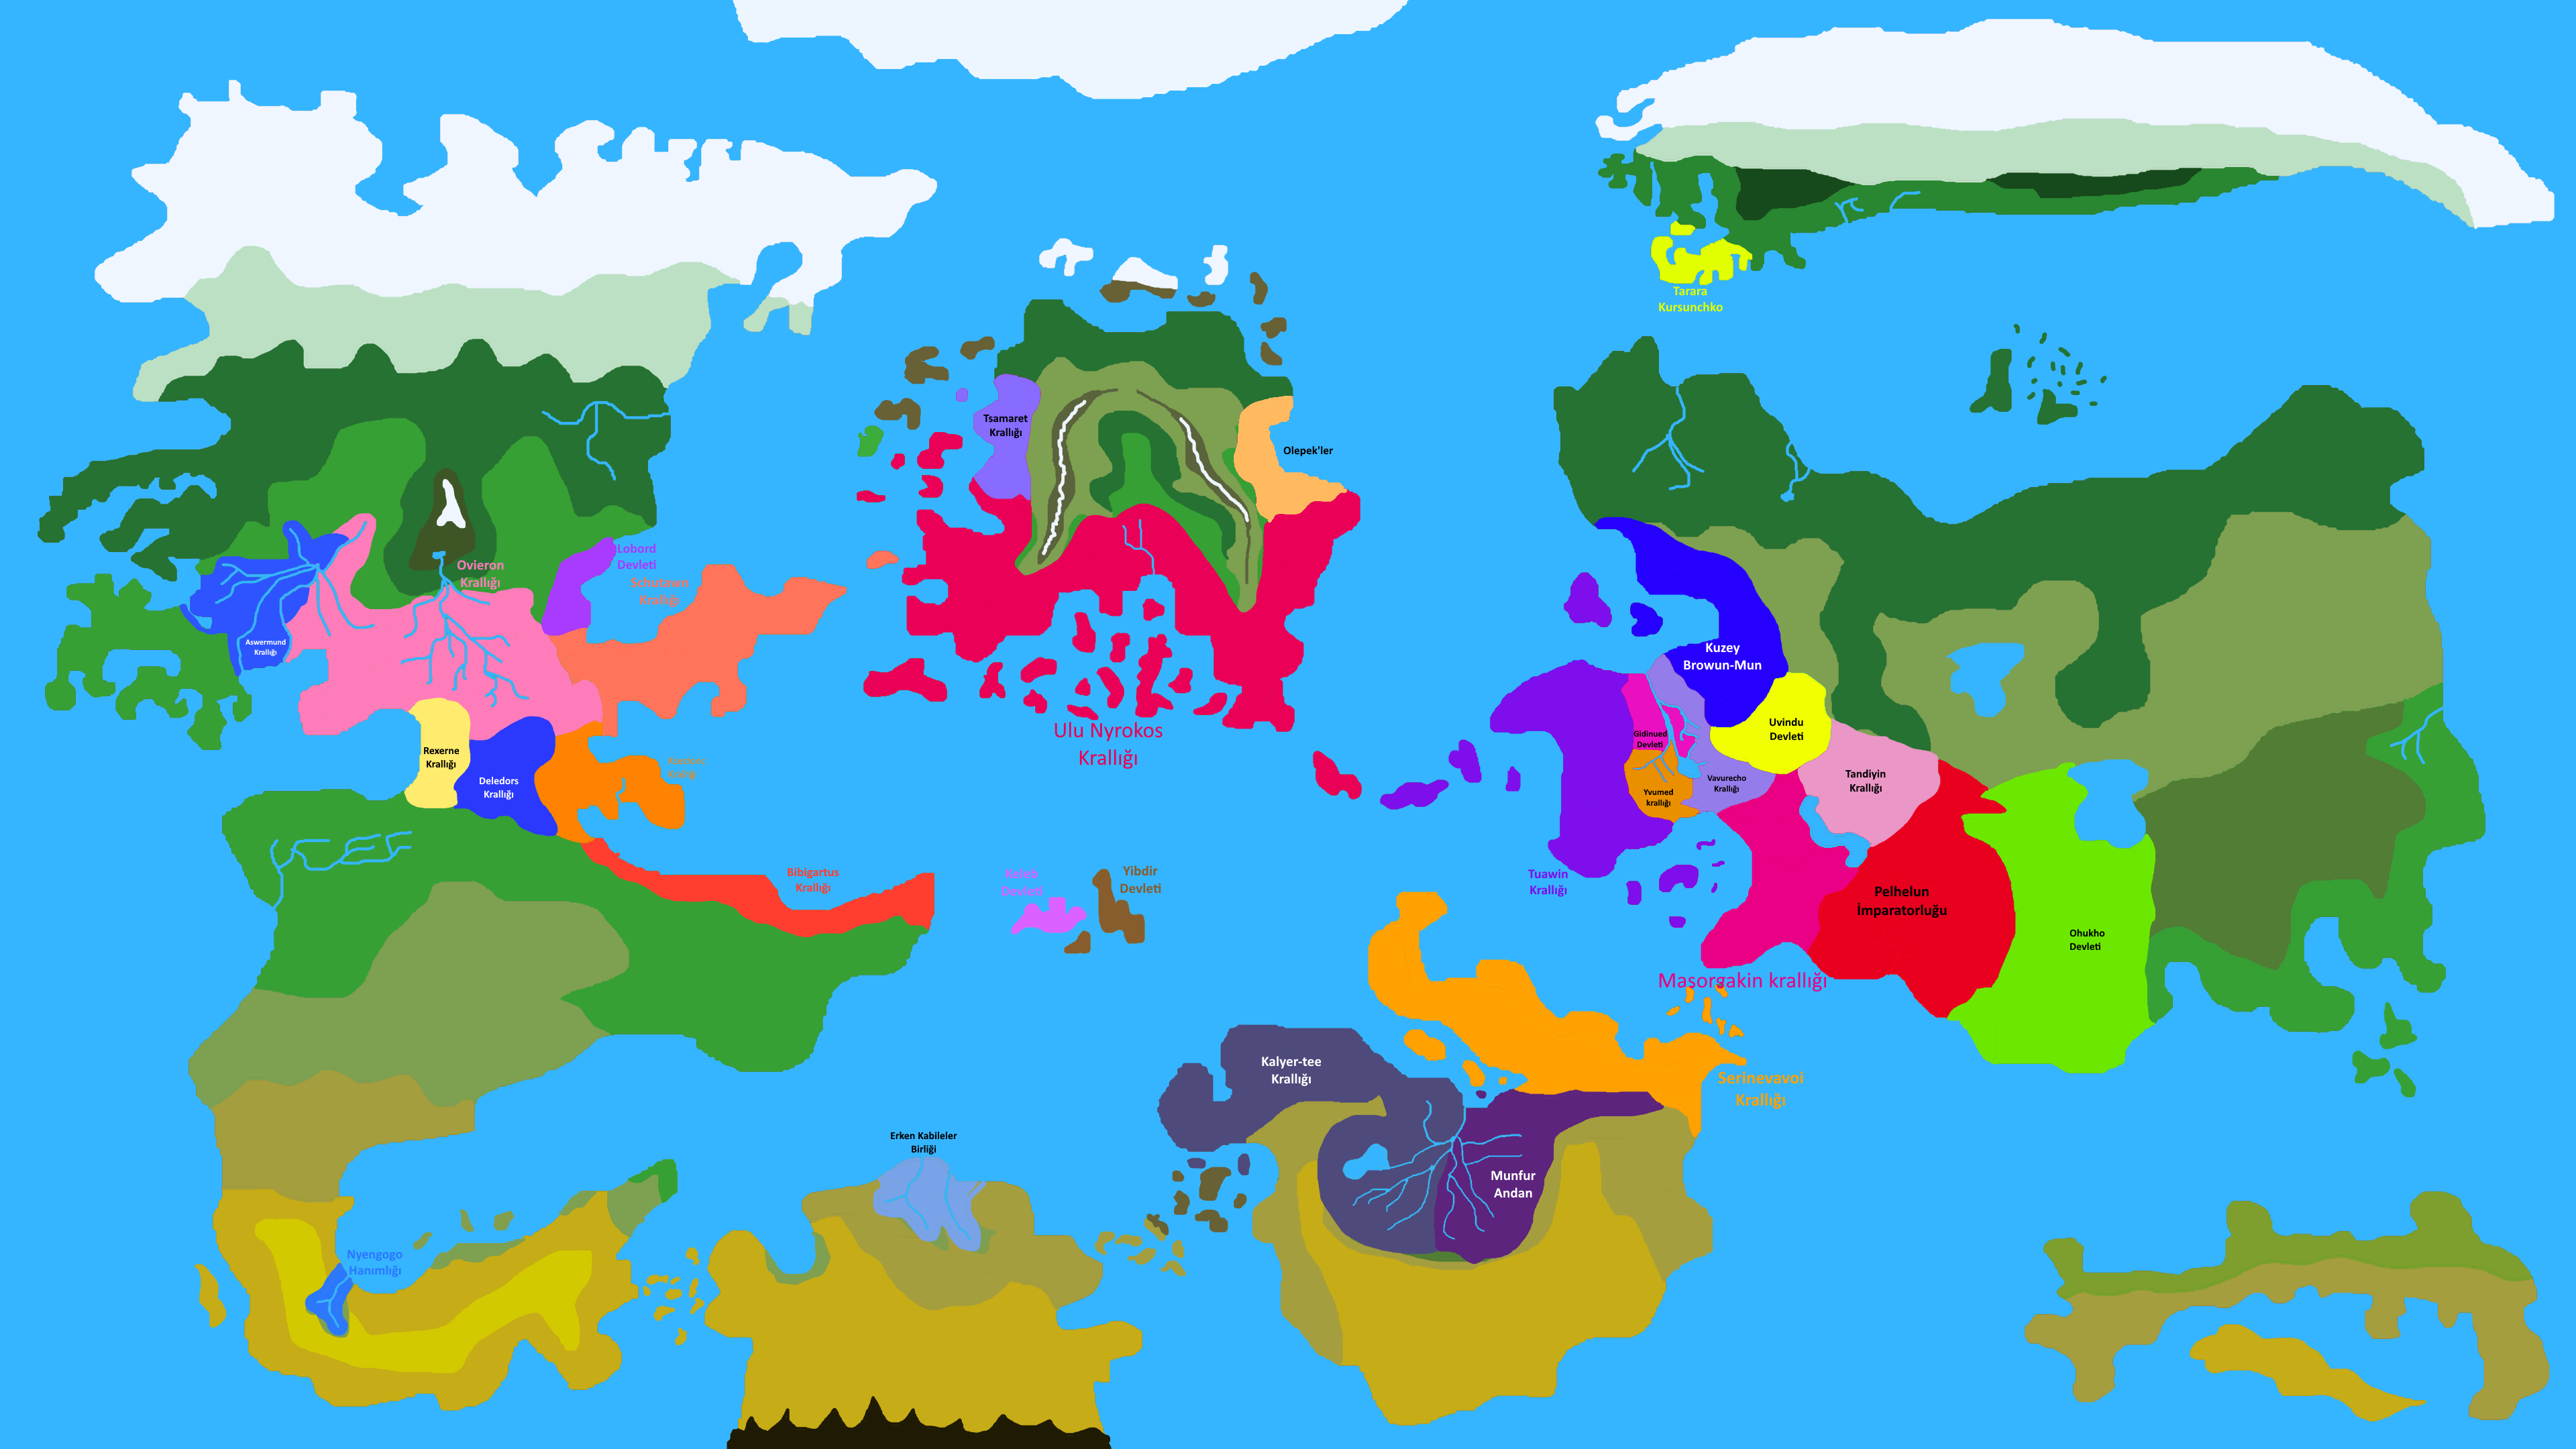 Tarara
Kursunchko
Tsamaret
Krallığı
Olepek'ler
Lobord
Devleti
Ovieron
Krallığı
Schutawn
Krallığı
Aswermund
Krallığı
Kuzey
Browun-Mun
Ulu Nyrokos
Krallığı
Uvindu
Devleti
Gidinued
Devleti
Rexerne
Krallığı
Deledors
Krallığı
Krallığı
Vavurecho
Krallığı
Tandiyin
Krallığı
Yvumed
krallığı
Bibigartus
Krallığı
Keleb
Devleti
Yibdir
Devleti
Tuawin
Krallığı
Pelhelun
İmparatorluğu
Ohukho
Devleti
Masorgakin krallığı
Kalyer-tee
Krallığı
Serinevavoi
Krallığı
Erken Kabileler
Birliği
Munfur
Andan
Nyengogo
Hanımlığı